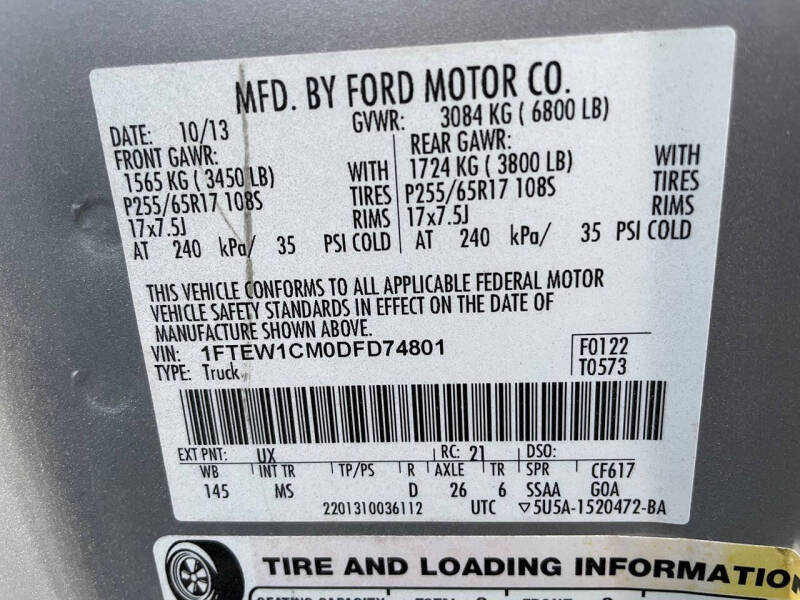 MFD. BY FORD MOTOR CO.
DATE: 10/13 GVWR: 3084 KG ( 6800 LB)
FRONT GAWR: REAR GAWR:
1565 KG ( 3450 LB) WITH 1724 KG ( 3800 LB) WITH
P255/65R17 108S TIRES P255/65R17 108S TIRES
17x7.5J RIMS 17x7.5J RIMS
AT 240 kPa/ 35 PSI COLD AT 240 kPa/ 35 PSI COLD
THIS VEHICLE CONFORMS TO ALL APPLICABLE FEDERAL MOTOR
VEHICLE SAFETY STANDARDS IN EFFECT ON THE DATE OF
MANUFACTURE SHOWN ABOVE.
VIN: 1FTEW1CM0DFD74801 F0122
TYPE: Truck T0573
EXT PNT: UX RC: 21 DSO:
WB INT TR TP/PS R AXLE TR SPR CF617
145 MS D 26 6 SSAA GOA
2201310036112 UTC ▽5U5A-1520472-BA
TIRE AND LOADING INFORMATION